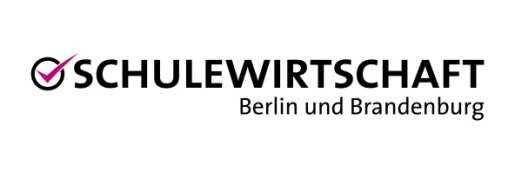 SCHULEWIRTSCHAFT
Berlin und Brandenburg